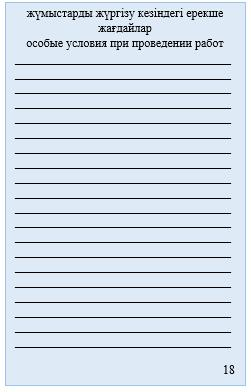 жұмыстарды жүргізу кезіндегі ерекше
жағдайлар
особые условия при проведении работ
18